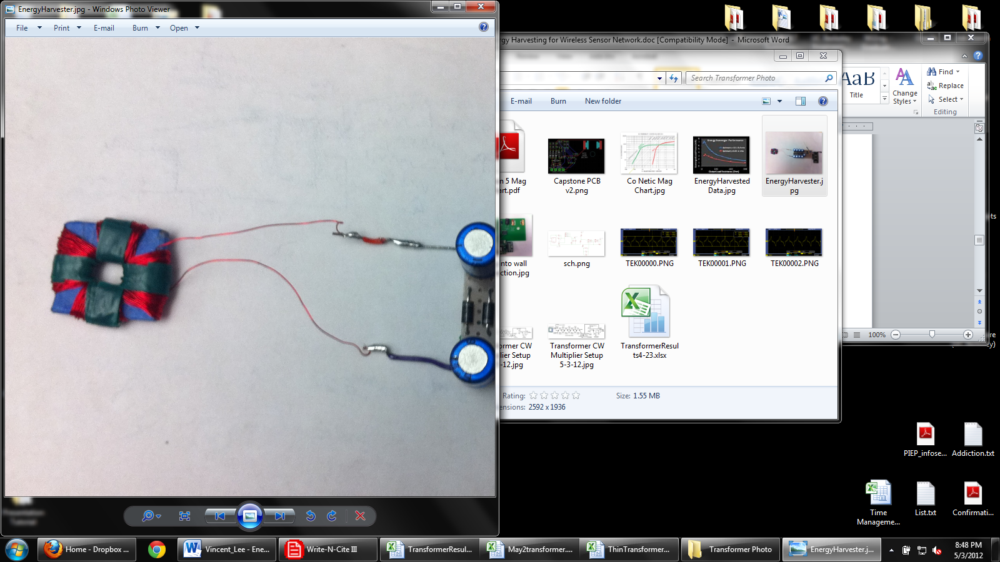 EnergyHarvester.jpg - Windows Photo Viewer
File Print E-mail Burn Open
Energy Harvesting for Wireless Sensor Network.doc [Compatibility Mode] - Microsoft Word
Search Transformer Photo
E-mail Burn New folder
Title
Change
Styles
Find
Replace
Select
Editing
n 5 Mag
art.pdf
Capstone PCB
v2.png
Co Netic Mag
Chart.jpg
EnergyHarvested
Data.jpg
EnergyHarvester.j
pg
nto wall
ction.jpg
sch.png
TEK00000.PNG
TEK00001.PNG
TEK00002.PNG
ormer CW
lier Setup
-12.jpg
Transformer CW
Multiplier Setup
5-3-12.jpg
TransformerResul
ts4-23.xlsx
Rating:
Size: 1.55 MB
ensions: 2592 x 1936
100%
PIEP_infose...
Addiction.txt
Time
Manageme...
List.txt
Confirmati...
Home - Dropbox ...
Vincent_Lee - Ene...
Write-N-Cite III
TransformerResul...
May2transformer....
ThinTransformer...
Transformer Photo
EnergyHarvester.j...
8:48 PM
5/3/2012